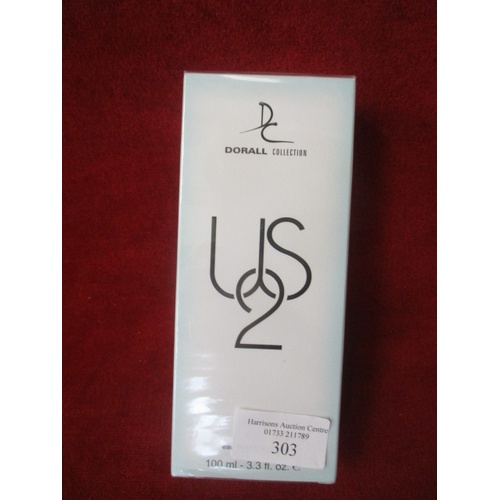 DC
DORALL COLLECTION
US
2
Harrisons Auction Centre
01733 211789
303
100 ml - 3.3 fl. oz. e